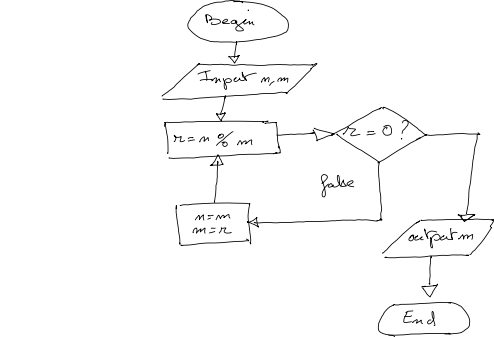 Begin
Input n, m
r = n % m
r = 0 ?
false
n = m
m = r
output m
End